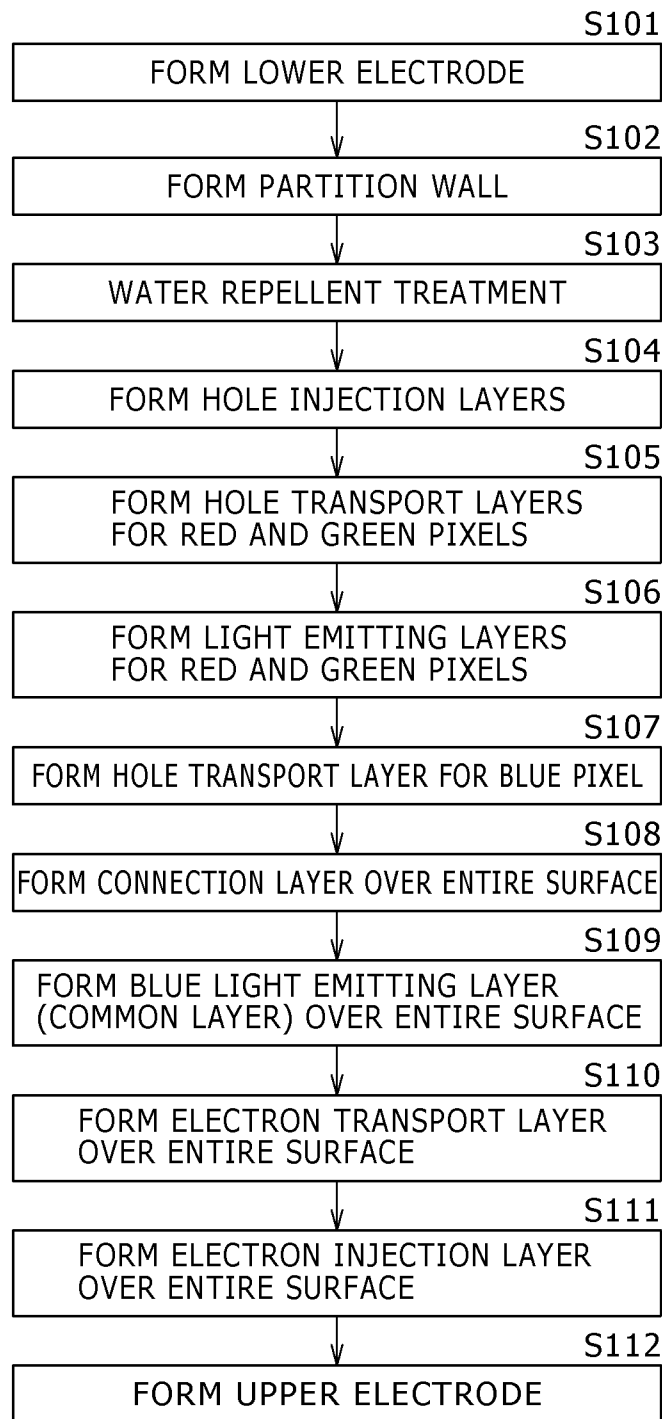 S101
FORM LOWER ELECTRODE
S102
FORM PARTITION WALL
S103
WATER REPELLENT TREATMENT
S104
FORM HOLE INJECTION LAYERS
S105
FORM HOLE TRANSPORT LAYERS
FOR RED AND GREEN PIXELS
S106
FORM LIGHT EMITTING LAYERS
FOR RED AND GREEN PIXELS
S107
FORM HOLE TRANSPORT LAYER FOR BLUE PIXEL
S108
FORM CONNECTION LAYER OVER ENTIRE SURFACE
S109
FORM BLUE LIGHT EMITTING LAYER
(COMMON LAYER) OVER ENTIRE SURFACE
S110
FORM ELECTRON TRANSPORT LAYER
OVER ENTIRE SURFACE
S111
FORM ELECTRON INJECTION LAYER
OVER ENTIRE SURFACE
S112
FORM UPPER ELECTRODE